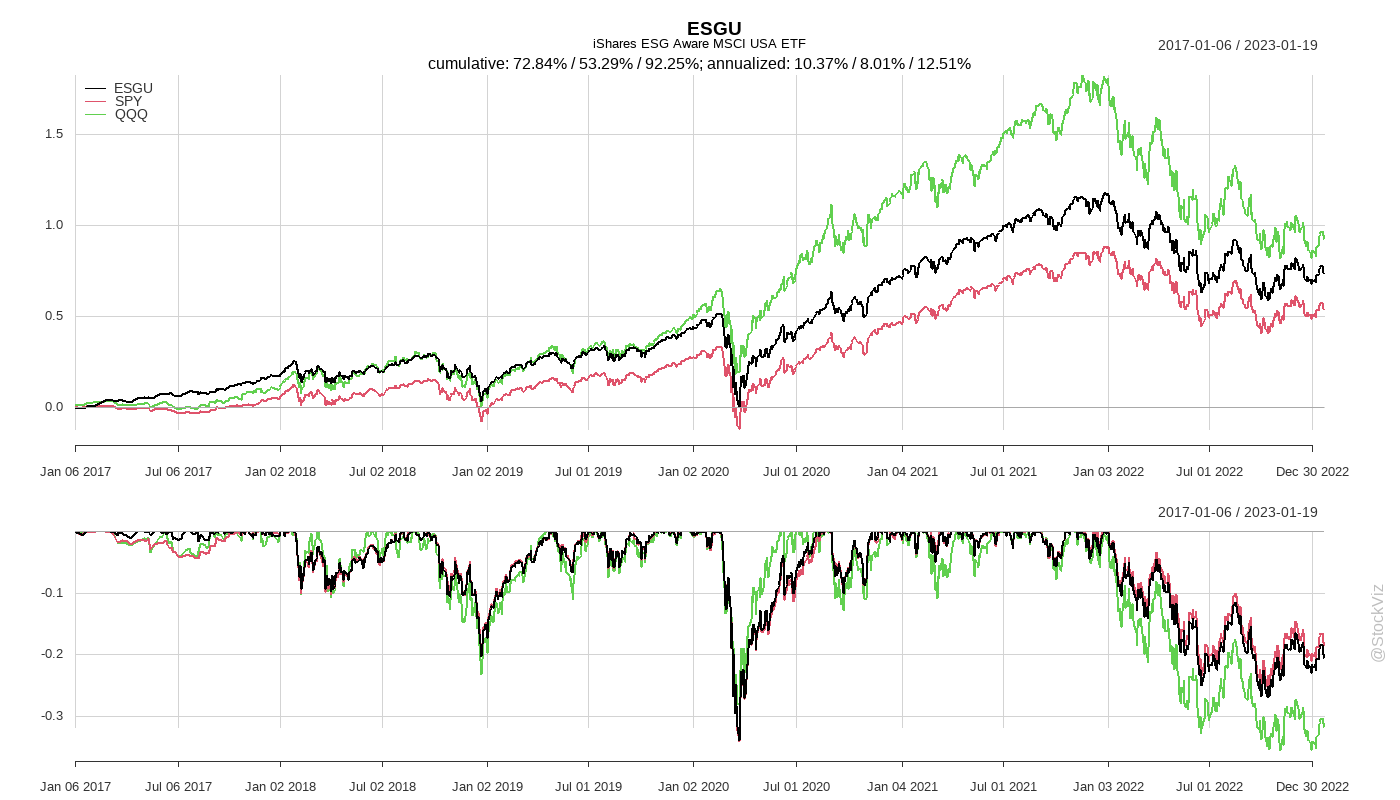 ESGU
iShares ESG Aware MSCI USA ETF
2017-01-06 / 2023-01-19
cumulative: 72.84% / 53.29% / 92.25%; annualized: 10.37% / 8.01% / 12.51%
ESGU
SPY
QQQ
1.5
1.0
0.5
0.0
Jan 06 2017 Jul 06 2017 Jan 02 2018 Jul 02 2018 Jan 02 2019 Jul 01 2019 Jan 02 2020 Jul 01 2020 Jan 04 2021 Jul 01 2021 Jan 03 2022 Jul 01 2022 Dec 30 2022
2017-01-06 / 2023-01-19
-0.1
-0.2
-0.3
Jan 06 2017 Jul 06 2017 Jan 02 2018 Jul 02 2018 Jan 02 2019 Jul 01 2019 Jan 02 2020 Jul 01 2020 Jan 04 2021 Jul 01 2021 Jan 03 2022 Jul 01 2022 Dec 30 2022
@StockViz